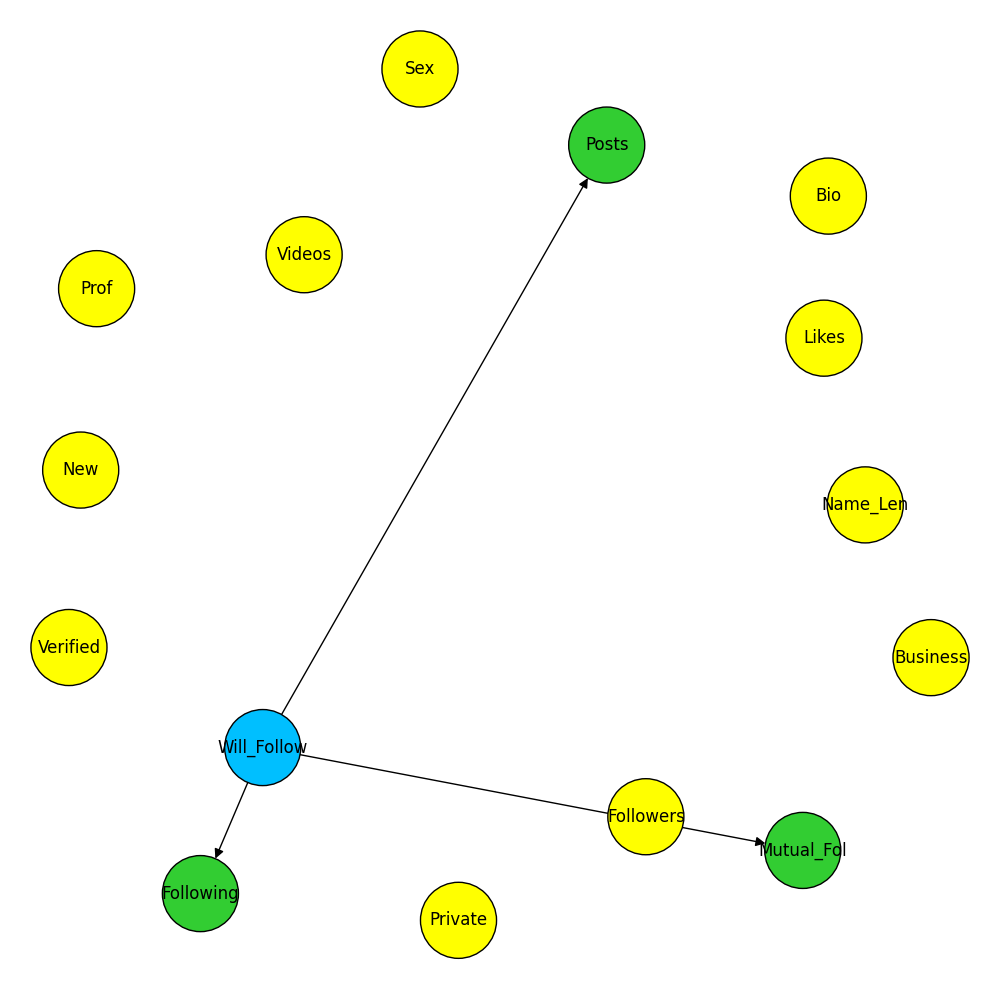 Sex
Posts
Bio
Videos
Prof
Likes
New
Name_Len
Verified
Business
Will_Follow
Followers
Mutual_Fol
Following
Private